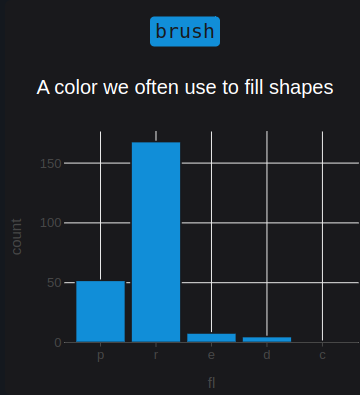 brush
A color we often use to fill shapes
150
100
50
0
count
p r e d c
fl